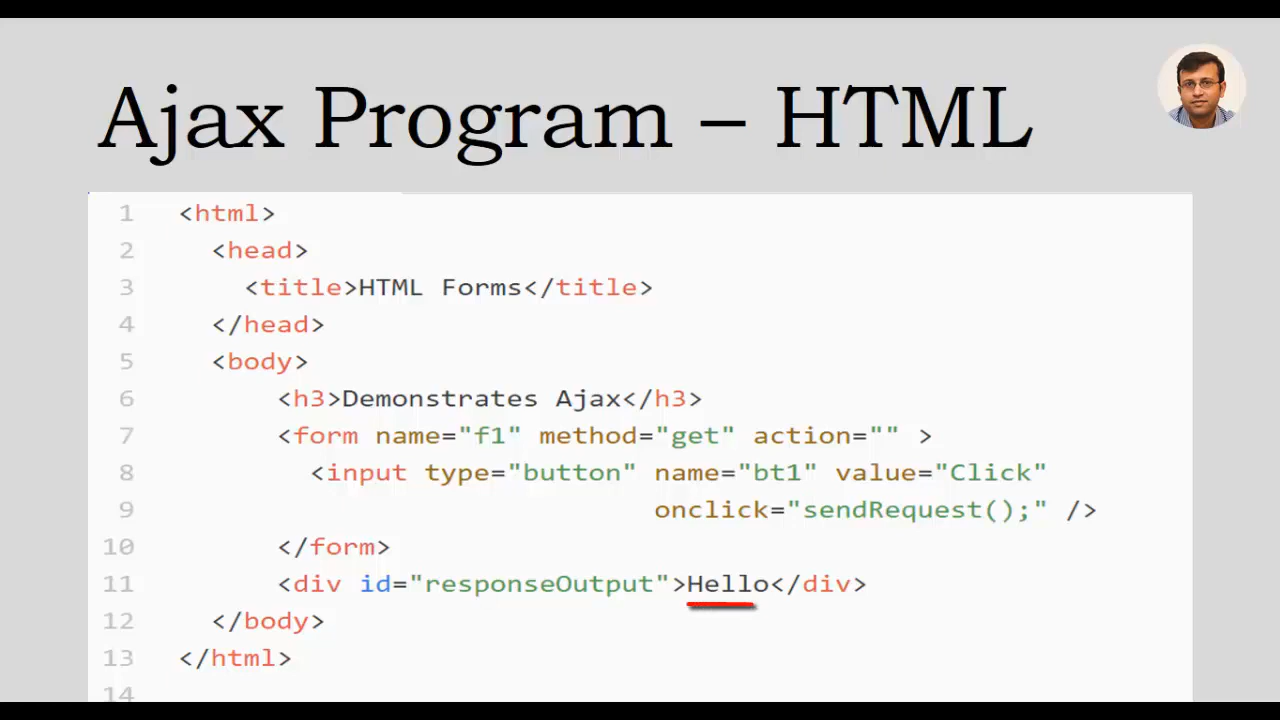 Ajax Program – HTML
1 <html>
2 <head>
3 <title>HTML Forms</title>
4 </head>
5 <body>
6 <h3>Demonstrates Ajax</h3>
7 <form name="f1" method="get" action="" >
8 <input type="button" name="bt1" value="Click"
9 onclick="sendRequest();" />
10 </form>
11 <div id="responseOutput">Hello</div>
12 </body>
13 </html>
14